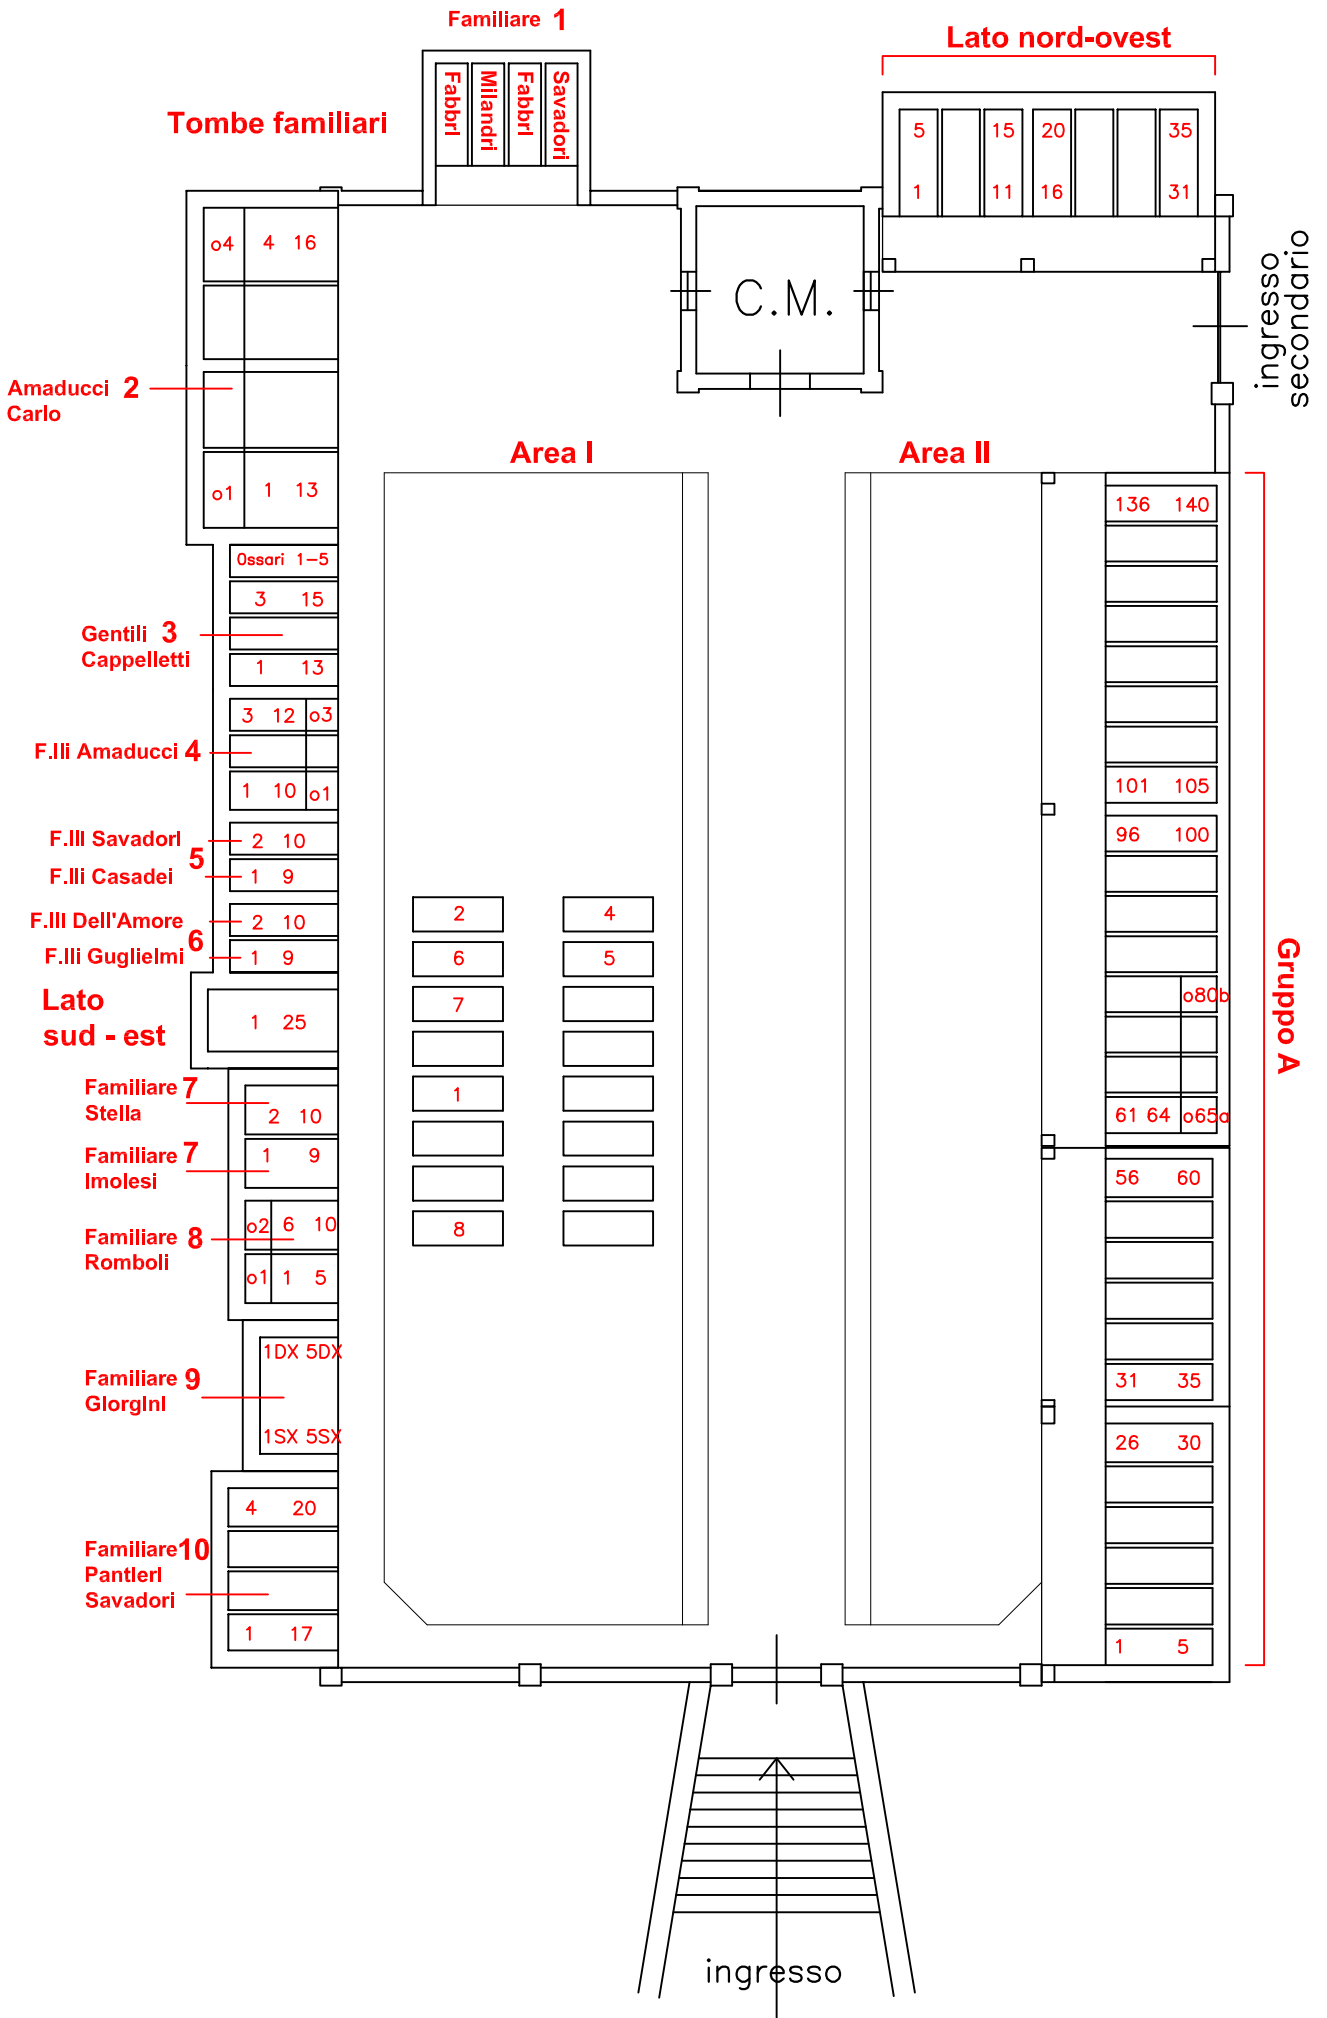 Familiare 1
Lato nord-ovest
Tombe familiari
Fabbri
Milandri
Fabbri
Savadori
5 15 20 35
1 11 16 31
ingresso
secondario
C.M.
o4 4 16
Amaducci 2
Carlo
o1 1 13
Area I
Area II
Ossari 1-5
3 15
Gentili 3
Cappelletti
1 13
3 12 o3
F.lli Amaducci 4
1 10 o1
F.lli Savadori 2 10
5
F.lli Casadei 1 9
F.lli Dell'Amore 2 10
6
F.lli Guglielmi 1 9
Lato
sud - est
1 25
Familiare 7
Stella
2 10
Familiare 7
Imolesi
1 9
Familiare 8
Romboli
o2 6 10
o1 1 5
Familiare 9
Giorgini
1DX 5DX
1SX 5SX
4 20
Familiare 10
Pantieri
Savadori
1 17
2 4
6 5
7
1
8
136 140
101 105
96 100
o80b
61 64 o65a
56 60
31 35
26 30
1 5
Gruppo A
ingresso